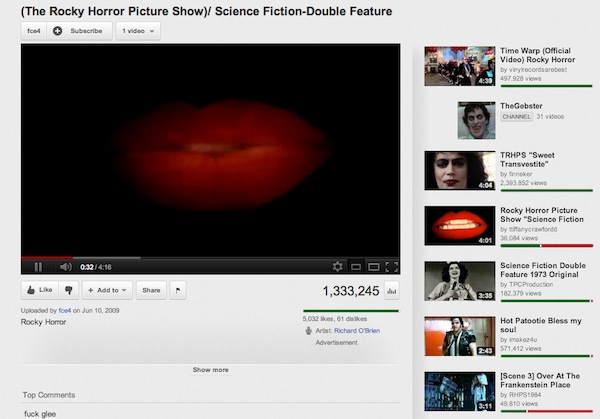 (The Rocky Horror Picture Show)/ Science Fiction-Double Feature
fce4 Subscribe 1 video
0:32 / 4:16
Like + Add to Share 1,333,245
Uploaded by fce4 on Jun 10, 2009
Rocky Horror
5,032 likes, 61 dislikes
Artist: Richard O'Brien
Advertisement
Show more
Top Comments
fuck glee
4:39
Time Warp (Official
Video) Rocky Horror
by vinylrecordsarebest
497,928 views
TheGebster
CHANNEL 31 videos
4:04
TRHPS "Sweet
Transvestite"
by finneker
2,393,852 views
4:01
Rocky Horror Picture
Show "Science Fiction
by tiffanycrawfordd
36,084 views
3:35
Science Fiction Double
Feature 1973 Original
by TPCProduction
182,379 views
2:43
Hot Patootie Bless my
soul
by imakez4u
571,412 views
3:11
[Scene 3] Over At The
Frankenstein Place
by RHPS1984
49,810 views